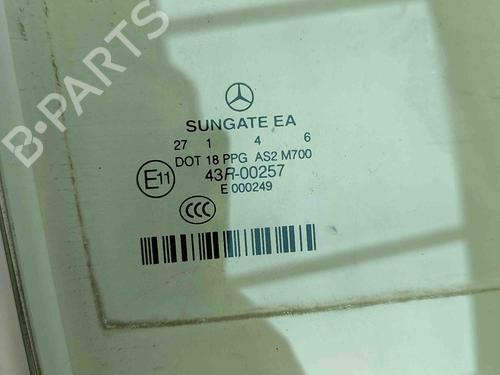 B-PARTS
SUNGATE EA
27 1 4 6
DOT 18 PPG AS2 M700
E11 43R-00257
E 000249
CCC